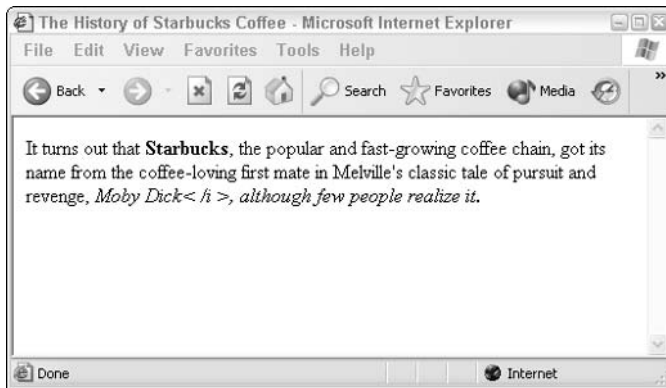 The History of Starbucks Coffee - Microsoft Internet Explorer
File Edit View Favorites Tools Help
Back Search Favorites Media »
It turns out that Starbucks, the popular and fast-growing coffee chain, got its
name from the coffee-loving first mate in Melville's classic tale of pursuit and
revenge, Moby Dick< /i >, although few people realize it.
Done Internet